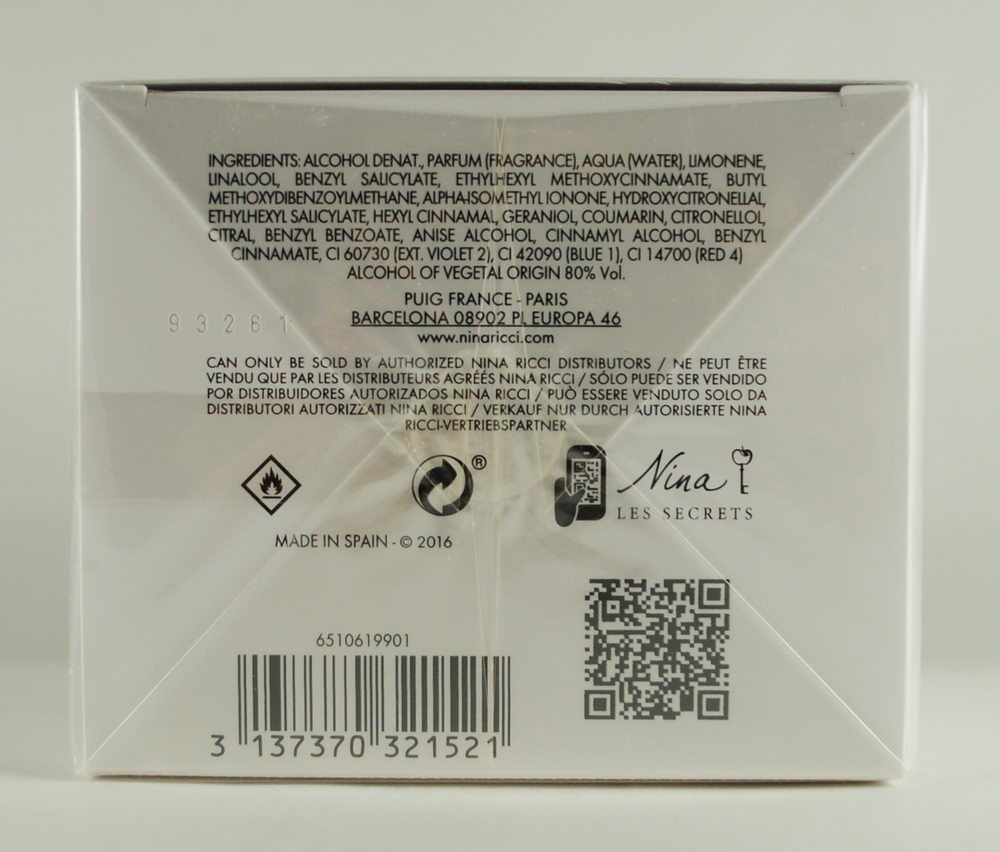 INGREDIENTS: ALCOHOL DENAT., PARFUM (FRAGRANCE), AQUA (WATER), LIMONENE,
LINALOOL, BENZYL SALICYLATE, ETHYLHEXYL METHOXYCINNAMATE, BUTYL
METHOXYDIBENZOYLMETHANE, ALPHA-ISOMETHYL IONONE, HYDROXYCITRONELLAL,
ETHYLHEXYL SALICYLATE, HEXYL CINNAMAL, GERANIOL, COUMARIN, CITRONELLOL,
CITRAL, BENZYL BENZOATE, ANISE ALCOHOL, CINNAMYL ALCOHOL, BENZYL
CINNAMATE, CI 60730 (EXT. VIOLET 2), CI 42090 (BLUE 1), CI 14700 (RED 4)
ALCOHOL OF VEGETAL ORIGIN 80% Vol.
PUIG FRANCE - PARIS
BARCELONA 08902 PL EUROPA 46
www.ninaricci.com
93261
CAN ONLY BE SOLD BY AUTHORIZED NINA RICCI DISTRIBUTORS / NE PEUT ÊTRE
VENDU QUE PAR LES DISTRIBUTEURS AGRÉÉS NINA RICCI / SÓLO PUEDE SER VENDIDO
POR DISTRIBUIDORES AUTORIZADOS NINA RICCI / PUÒ ESSERE VENDUTO SOLO DA
DISTRIBUTORI AUTORIZZATI NINA RICCI / VERKAUF NUR DURCH AUTORISIERTE NINA
RICCI-VERTRIEBSPARTNER
®
Nina
LES SECRETS
MADE IN SPAIN - © 2016
6510619901
3 137370 321521